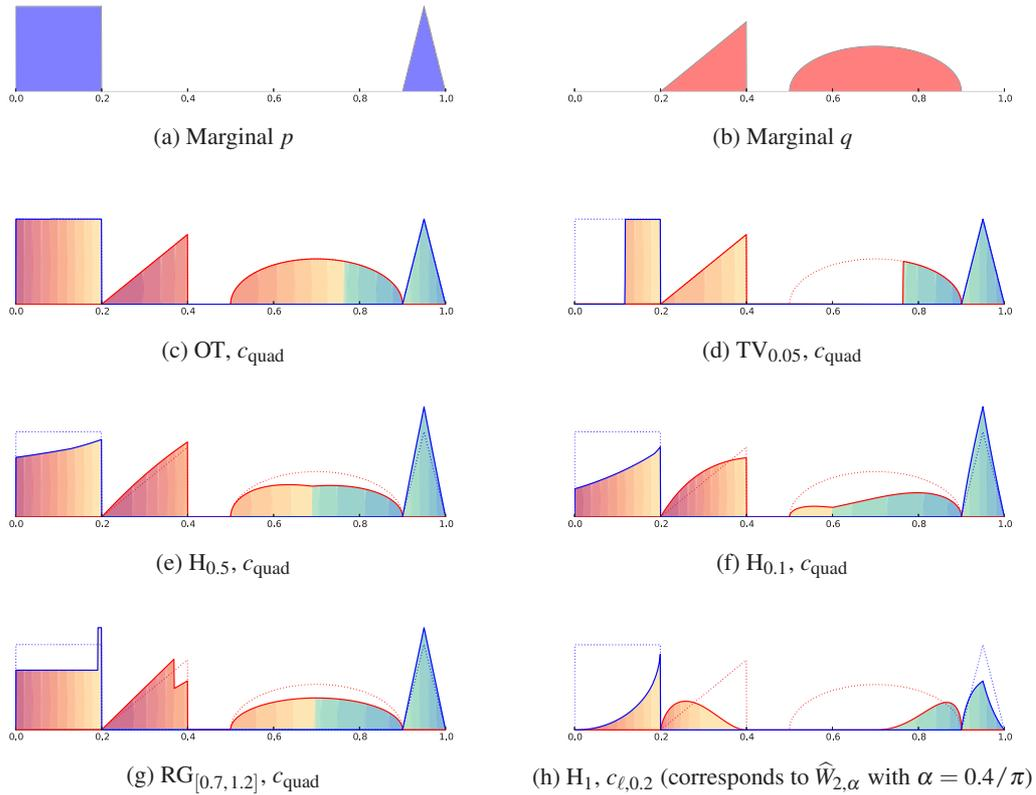 0.0 0.2 0.4 0.6 0.8 1.0
0.0 0.2 0.4 0.6 0.8 1.0
(a) Marginal p
(b) Marginal q
0.0 0.2 0.4 0.6 0.8 1.0
0.0 0.2 0.4 0.6 0.8 1.0
(c) OT, c_quad
(d) TV_0.05, c_quad
0.0 0.2 0.4 0.6 0.8 1.0
0.0 0.2 0.4 0.6 0.8 1.0
(e) H_0.5, c_quad
(f) H_0.1, c_quad
0.0 0.2 0.4 0.6 0.8 1.0
0.0 0.2 0.4 0.6 0.8 1.0
(g) RG_[0.7,1.2], c_quad
(h) H_1, c_ℓ,0.2 (corresponds to Ŵ_2,α with α = 0.4/π)